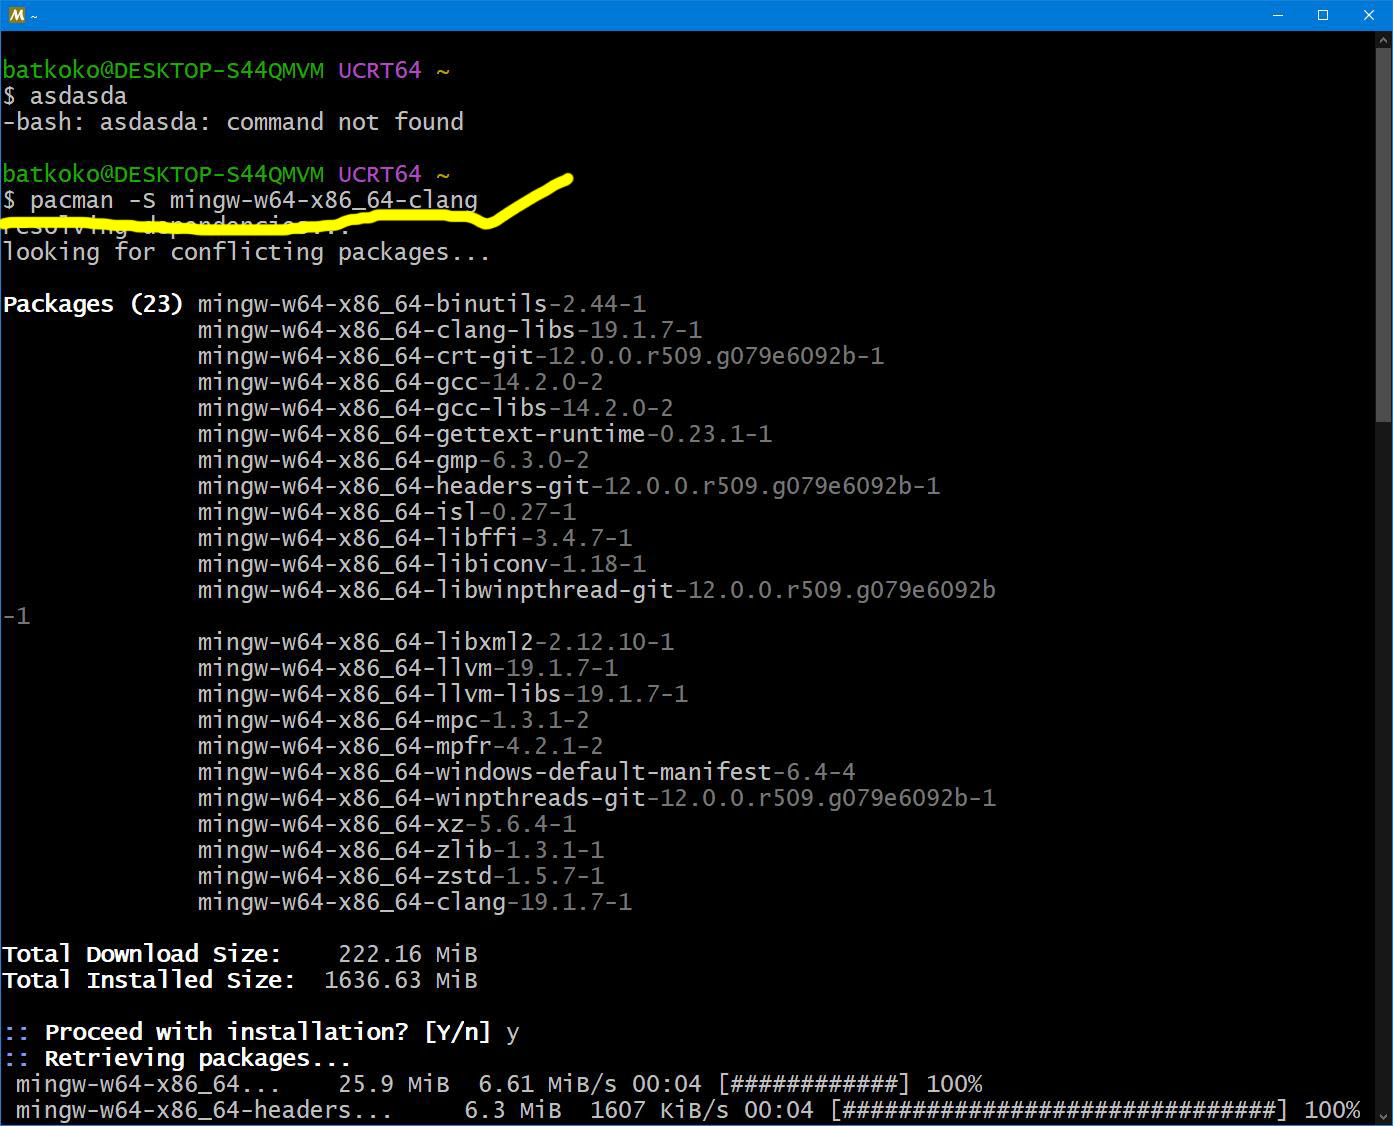 ~
batkoko@DESKTOP-S44QMVM UCRT64 ~
$ asdasda
-bash: asdasda: command not found
batkoko@DESKTOP-S44QMVM UCRT64 ~
$ pacman -S mingw-w64-x86_64-clang
resolving dependencies...
looking for conflicting packages...
Packages (23) mingw-w64-x86_64-binutils-2.44-1
mingw-w64-x86_64-clang-libs-19.1.7-1
mingw-w64-x86_64-crt-git-12.0.0.r509.g079e6092b-1
mingw-w64-x86_64-gcc-14.2.0-2
mingw-w64-x86_64-gcc-libs-14.2.0-2
mingw-w64-x86_64-gettext-runtime-0.23.1-1
mingw-w64-x86_64-gmp-6.3.0-2
mingw-w64-x86_64-headers-git-12.0.0.r509.g079e6092b-1
mingw-w64-x86_64-isl-0.27-1
mingw-w64-x86_64-libffi-3.4.7-1
mingw-w64-x86_64-libiconv-1.18-1
mingw-w64-x86_64-libwinpthread-git-12.0.0.r509.g079e6092b
-1
mingw-w64-x86_64-libxml2-2.12.10-1
mingw-w64-x86_64-llvm-19.1.7-1
mingw-w64-x86_64-llvm-libs-19.1.7-1
mingw-w64-x86_64-mpc-1.3.1-2
mingw-w64-x86_64-mpfr-4.2.1-2
mingw-w64-x86_64-windows-default-manifest-6.4-4
mingw-w64-x86_64-winpthreads-git-12.0.0.r509.g079e6092b-1
mingw-w64-x86_64-xz-5.6.4-1
mingw-w64-x86_64-zlib-1.3.1-1
mingw-w64-x86_64-zstd-1.5.7-1
mingw-w64-x86_64-clang-19.1.7-1
Total Download Size: 222.16 MiB
Total Installed Size: 1636.63 MiB
:: Proceed with installation? [Y/n] y
:: Retrieving packages...
mingw-w64-x86_64... 25.9 MiB 6.61 MiB/s 00:04 [############] 100%
mingw-w64-x86_64-headers... 6.3 MiB 1607 KiB/s 00:04 [###############################] 100%